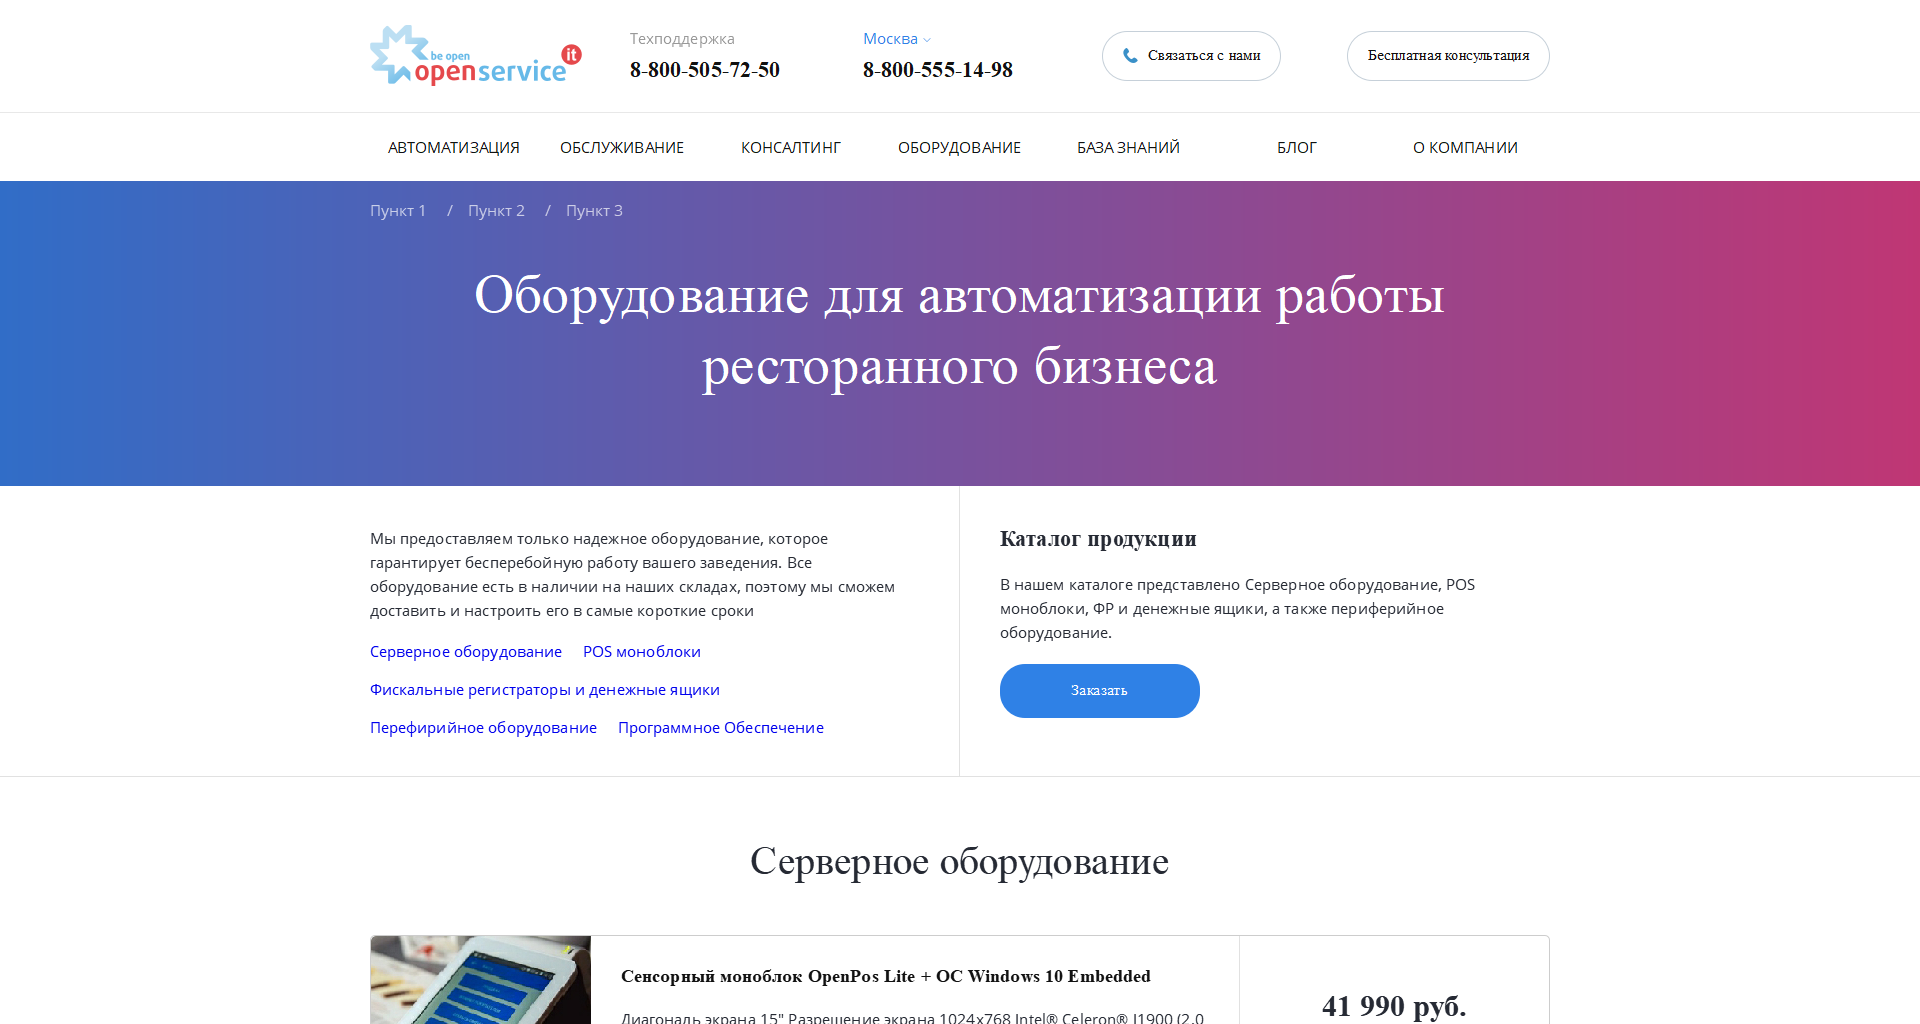 be open
openservice it
Техподдержка
8-800-505-72-50
Москва
8-800-555-14-98
Связаться с нами
Бесплатная консультация
АВТОМАТИЗАЦИЯ
ОБСЛУЖИВАНИЕ
КОНСАЛТИНГ
ОБОРУДОВАНИЕ
БАЗА ЗНАНИЙ
БЛОГ
О КОМПАНИИ
Пункт 1 / Пункт 2 / Пункт 3
Оборудование для автоматизации работы
ресторанного бизнеса
Мы предоставляем только надежное оборудование, которое
гарантирует бесперебойную работу вашего заведения. Все
оборудование есть в наличии на наших складах, поэтому мы сможем
доставить и настроить его в самые короткие сроки
Серверное оборудование
POS моноблоки
Фискальные регистраторы и денежные ящики
Перефирийное оборудование
Программное Обеспечение
Каталог продукции
В нашем каталоге представлено Серверное оборудование, POS
моноблоки, ФР и денежные ящики, а также периферийное
оборудование.
Заказать
Серверное оборудование
Сенсорный моноблок OpenPos Lite + ОС Windows 10 Embedded
Диагональ экрана 15" Разрешение экрана 1024x768 Intel® Celeron® J1900 (2.0
41 990 руб.